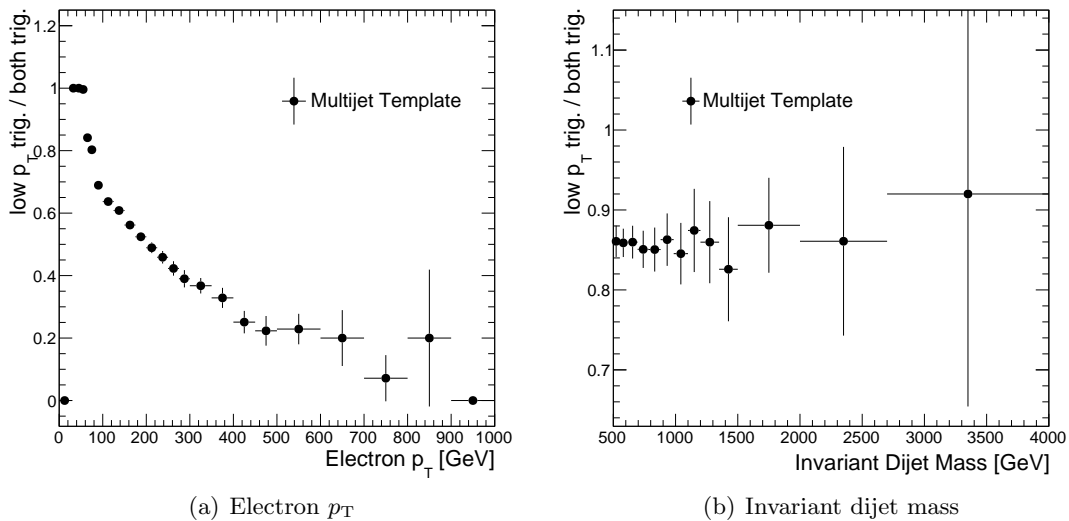 low p_T trig. / both trig.
1.2
1
0.8
0.6
0.4
0.2
0
Multijet Template
0 100 200 300 400 500 600 700 800 900 1000
Electron p_T [GeV]
(a) Electron p_T
low p_T trig. / both trig.
1.1
1
0.9
0.8
0.7
Multijet Template
500 1000 1500 2000 2500 3000 3500 4000
Invariant Dijet Mass [GeV]
(b) Invariant dijet mass